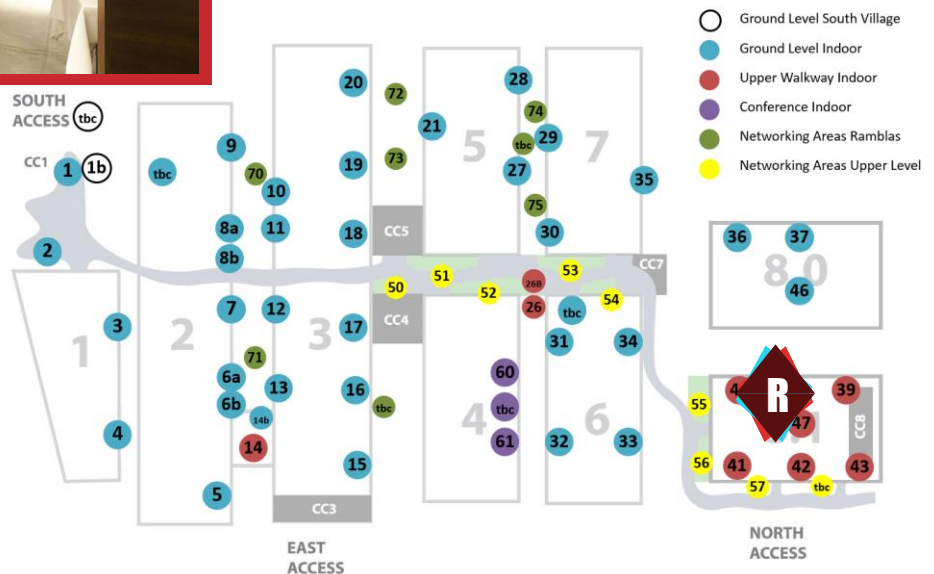 Ground Level South Village
Ground Level Indoor
Upper Walkway Indoor
Conference Indoor
Networking Areas Ramblas
Networking Areas Upper Level
SOUTH
ACCESS
tbc
CC1
1
1b
2
3
4
1
tbc
9
8a
8b
7
2
6a
6b
5
70
10
11
12
71
13
14b
14
20
19
18
3
17
16
15
CC3
EAST
ACCESS
72
73
CC5
50
CC4
tbc
21
5
28
27
51
52
60
tbc
61
4
74
tbc
29
75
30
7
35
26B
26
53
tbc
54
31
34
32
6
33
CC7
36
37
8.0
46
55
56
4
R
39
47
CC8
41
42
43
57
tbc
NORTH
ACCESS